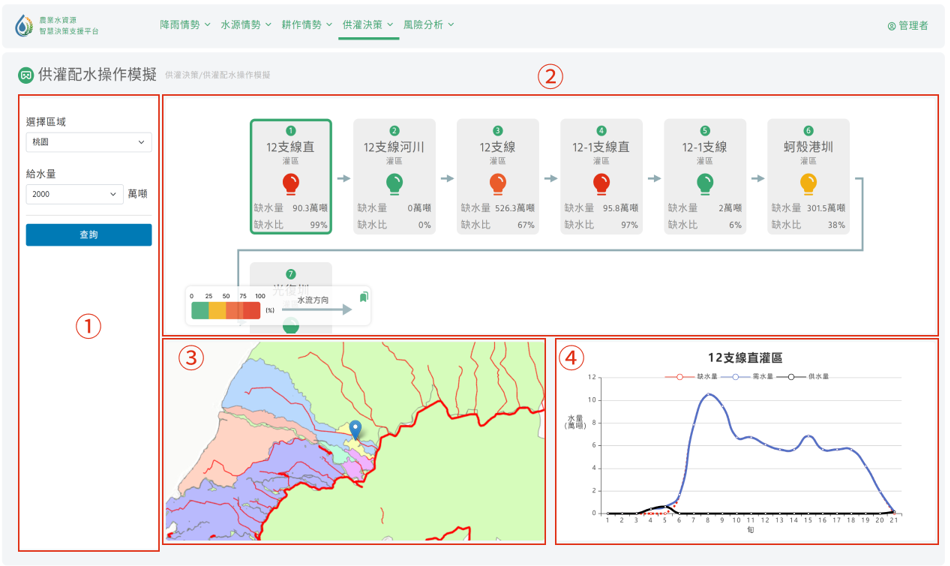 農業水資源
智慧決策支援平台
降雨情勢 水源情勢 耕作情勢 供灌決策 風險分析
管理者
供灌配水操作模擬 供灌決策/供灌配水操作模擬
①
選擇區域
桃園
給水量
2000 萬噸
查詢
②
1
12支線直
灌區
缺水量 90.3萬噸
缺水比 99%
2
12支線河川
灌區
缺水量 0萬噸
缺水比 0%
3
12支線
灌區
缺水量 526.3萬噸
缺水比 67%
4
12-1支線直
灌區
缺水量 95.8萬噸
缺水比 97%
5
12-1支線
灌區
缺水量 2萬噸
缺水比 6%
6
蚵殼港圳
灌區
缺水量 301.5萬噸
缺水比 38%
7
光復圳
0 25 50 75 100
(%)
水流方向
③
④
12支線直灌區
缺水量 需水量 供水量
水量
(萬噸)
12
10
8
6
4
2
0
1 2 3 4 5 6 7 8 9 10 11 12 13 14 15 16 17 18 19 20 21
旬